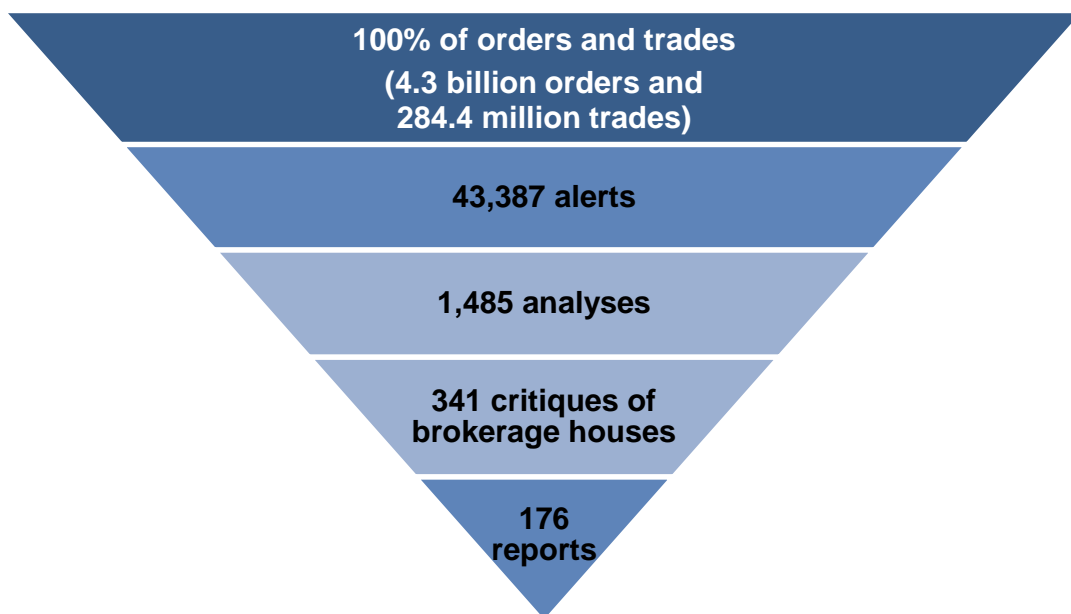 100% of orders and trades
(4.3 billion orders and
284.4 million trades)
43,387 alerts
1,485 analyses
341 critiques of
brokerage houses
176
reports